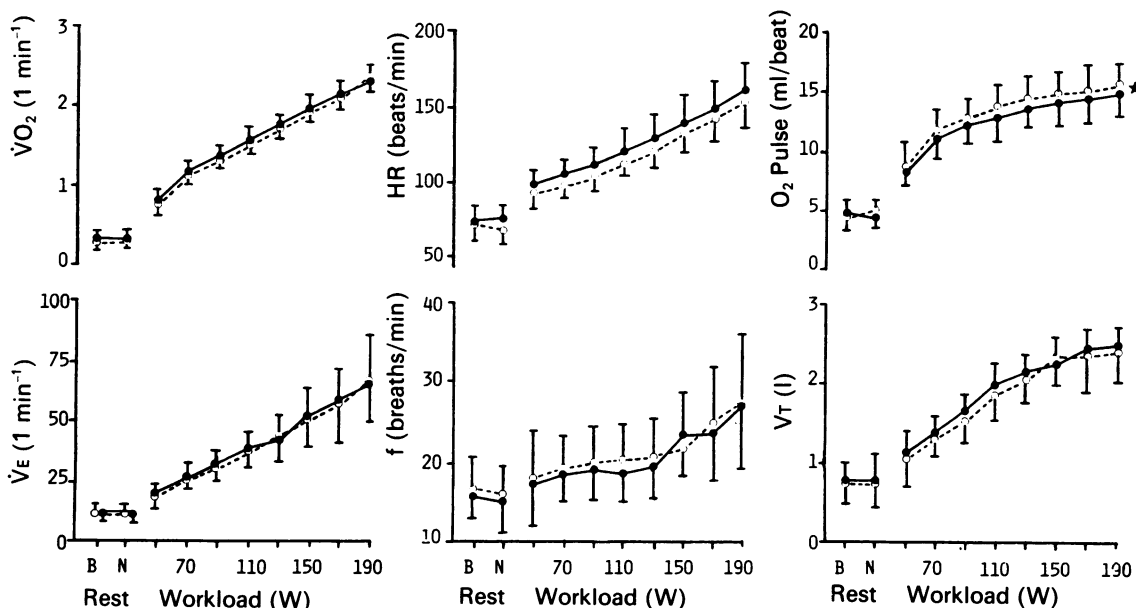 V̇O₂ (1 min⁻¹)
3
2
1
0
HR (beats/min)
200
150
100
50
O₂ Pulse (ml/beat)
20
15
10
5
0
★
V̇E (1 min⁻¹)
100
75
50
25
0
B N 70 110 150 190
Rest Workload (W)
f (breaths/min)
40
30
20
10
B N 70 110 150 190
Rest Workload (W)
VT (l)
3
2
1
0
B N 70 110 150 190
Rest Workload (W)